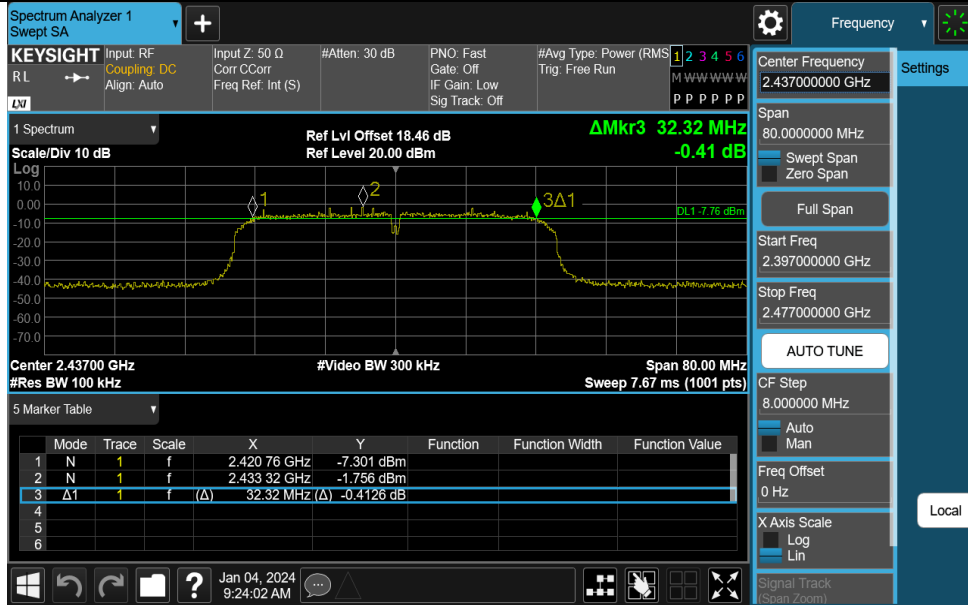 Spectrum Analyzer 1
Swept SA
Frequency
KEYSIGHT
R L
LXI
Input: RF
Coupling: DC
Align: Auto
Input Z: 50 Ω
Corr CCorr
Freq Ref: Int (S)
#Atten: 30 dB
PNO: Fast
Gate: Off
IF Gain: Low
Sig Track: Off
#Avg Type: Power (RMS
Trig: Free Run
1 2 3 4 5 6
M W W W W W
P P P P P P
1 Spectrum
Scale/Div 10 dB
Ref Lvl Offset 18.46 dB
Ref Level 20.00 dBm
ΔMkr3 32.32 MHz
-0.41 dB
Log
10.0
0.00
-10.0
-20.0
-30.0
-40.0
-50.0
-60.0
-70.0
1
2
3Δ1
DL1 -7.76 dBm
Center 2.43700 GHz
#Video BW 300 kHz
Span 80.00 MHz
#Res BW 100 kHz
Sweep 7.67 ms (1001 pts)
5 Marker Table
Mode Trace Scale X Y Function Function Width Function Value
1 N 1 f 2.420 76 GHz -7.301 dBm
2 N 1 f 2.433 32 GHz -1.756 dBm
3 Δ1 1 f (Δ) 32.32 MHz (Δ) -0.4126 dB
4
5
6
Center Frequency
2.437000000 GHz
Settings
Span
80.0000000 MHz
Swept Span
Zero Span
Full Span
Start Freq
2.397000000 GHz
Stop Freq
2.477000000 GHz
AUTO TUNE
CF Step
8.000000 MHz
Auto
Man
Freq Offset
0 Hz
Local
X Axis Scale
Log
Lin
Signal Track
(Span Zoom)
?
Jan 04, 2024
9:24:02 AM